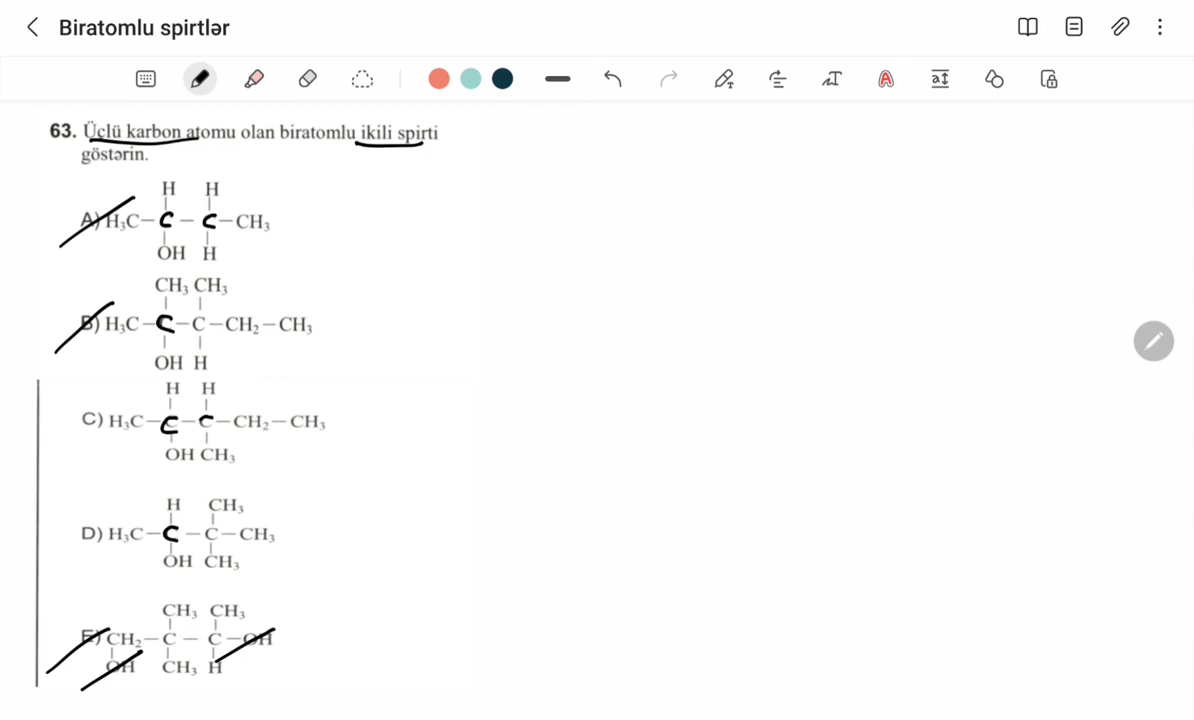 Biratomlu spirtlər
63. Üçlü karbon atomu olan biratomlu ikili spirti
göstərin.
H H
A) H₃C – C – C – CH₃
OH H
CH₃ CH₃
B) H₃C – C – C – CH₂ – CH₃
OH H
H H
C) H₃C – C – C – CH₂ – CH₃
OH CH₃
H CH₃
D) H₃C – C – C – CH₃
OH CH₃
CH₃ CH₃
E) CH₂ – C – C – OH
OH CH₃ H